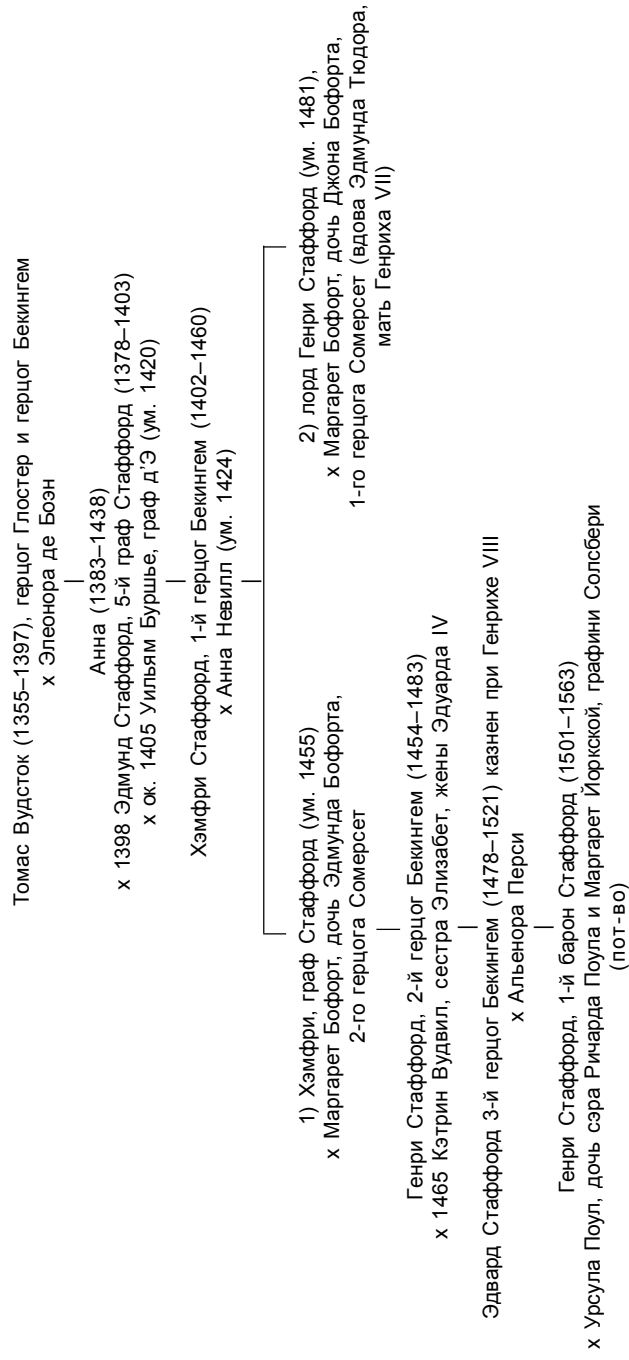 Томас Вудсток (1355–1397), герцог Глостер и герцог Бекингем
х Элеонора де Боэн
Анна (1383–1438)
х 1398 Эдмунд Стаффорд, 5-й граф Стаффорд (1378–1403)
х ок. 1405 Уильям Буршье, граф д'Э (ум. 1420)
Хэмфри Стаффорд, 1-й герцог Бекингем (1402–1460)
х Анна Невилл (ум. 1424)
1) Хэмфри, граф Стаффорд (ум. 1455)
х Маргарет Бофорт, дочь Эдмунда Бофорта,
2-го герцога Сомерсет
2) лорд Генри Стаффорд (ум. 1481),
х Маргарет Бофорт, дочь Джона Бофорта,
1-го герцога Сомерсет (вдова Эдмунда Тюдора,
мать Генриха VII)
Генри Стаффорд, 2-й герцог Бекингем (1454–1483)
х 1465 Кэтрин Вудвил, сестра Элизабет, жены Эдуарда IV
Эдвард Стаффорд 3-й герцог Бекингем (1478–1521) казнен при Генрихе VIII
х Альенора Перси
Генри Стаффорд, 1-й барон Стаффорд (1501–1563)
х Урсула Поул, дочь сэра Ричарда Поула и Маргарет Йоркской, графини Солсбери
(пот-во)